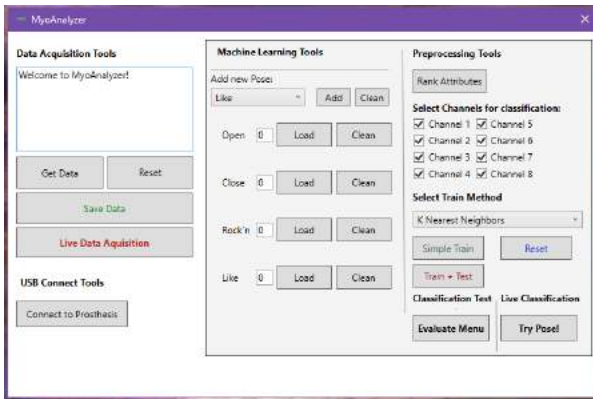 MyoAnalyzer
Data Acquisition Tools
Welcome to MyoAnalyzer!
Get Data
Reset
Save Data
Live Data Aquisition
USB Connect Tools
Connect to Prosthesis
Machine Learning Tools
Add new Pose:
Like
Add
Clean
Open 0 Load Clean
Close 0 Load Clean
Rock'n 0 Load Clean
Like 0 Load Clean
Preprocessing Tools
Rank Attributes
Select Channels for classification:
Channel 1 Channel 5
Channel 2 Channel 6
Channel 3 Channel 7
Channel 4 Channel 8
Select Train Method
K Nearest Neighbors
Simple Train
Reset
Train + Test
Classification Test
Evaluate Menu
Live Classification
Try Pose!